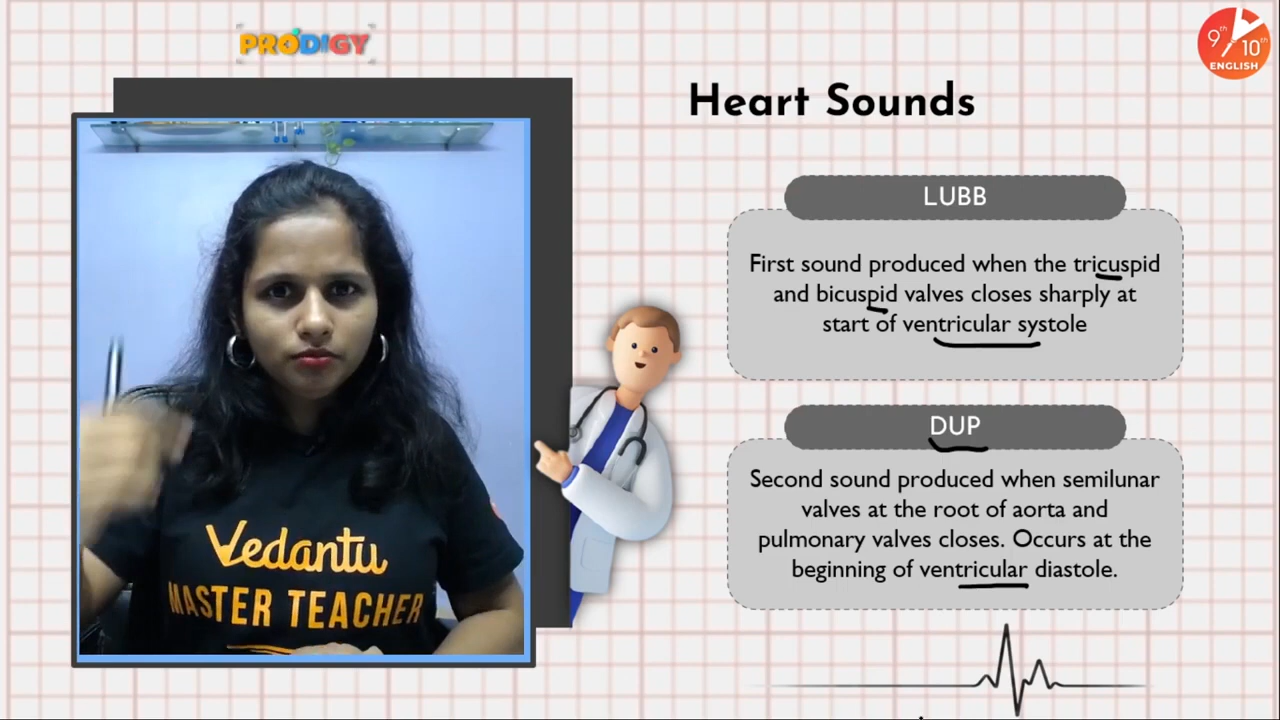 PRODIGY
9th 10th
ENGLISH
Heart Sounds
LUBB
First sound produced when the tricuspid
and bicuspid valves closes sharply at
start of ventricular systole
DUP
Second sound produced when semilunar
valves at the root of aorta and
pulmonary valves closes. Occurs at the
beginning of ventricular diastole.
Vedantu
MASTER TEACHER